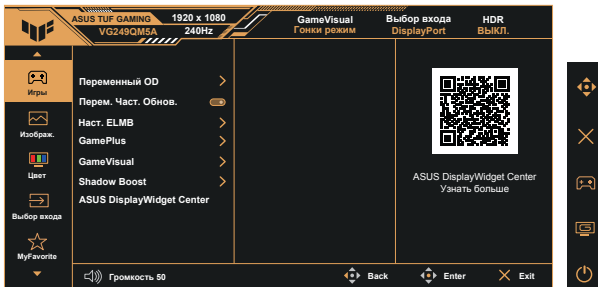 ASUS TUF GAMING 1920 x 1080
VG249QM5A 240Hz
GameVisual
Гонки режим
Выбор входа
DisplayPort
HDR
ВЫКЛ.
Игры
Изображ.
Цвет
Выбор входа
MyFavorite
Переменный OD
Перем. Част. Обнов.
Наст. ELMB
GamePlus
GameVisual
Shadow Boost
ASUS DisplayWidget Center
ASUS DisplayWidget Center
Узнать больше
Громкость 50
Back
Enter
Exit